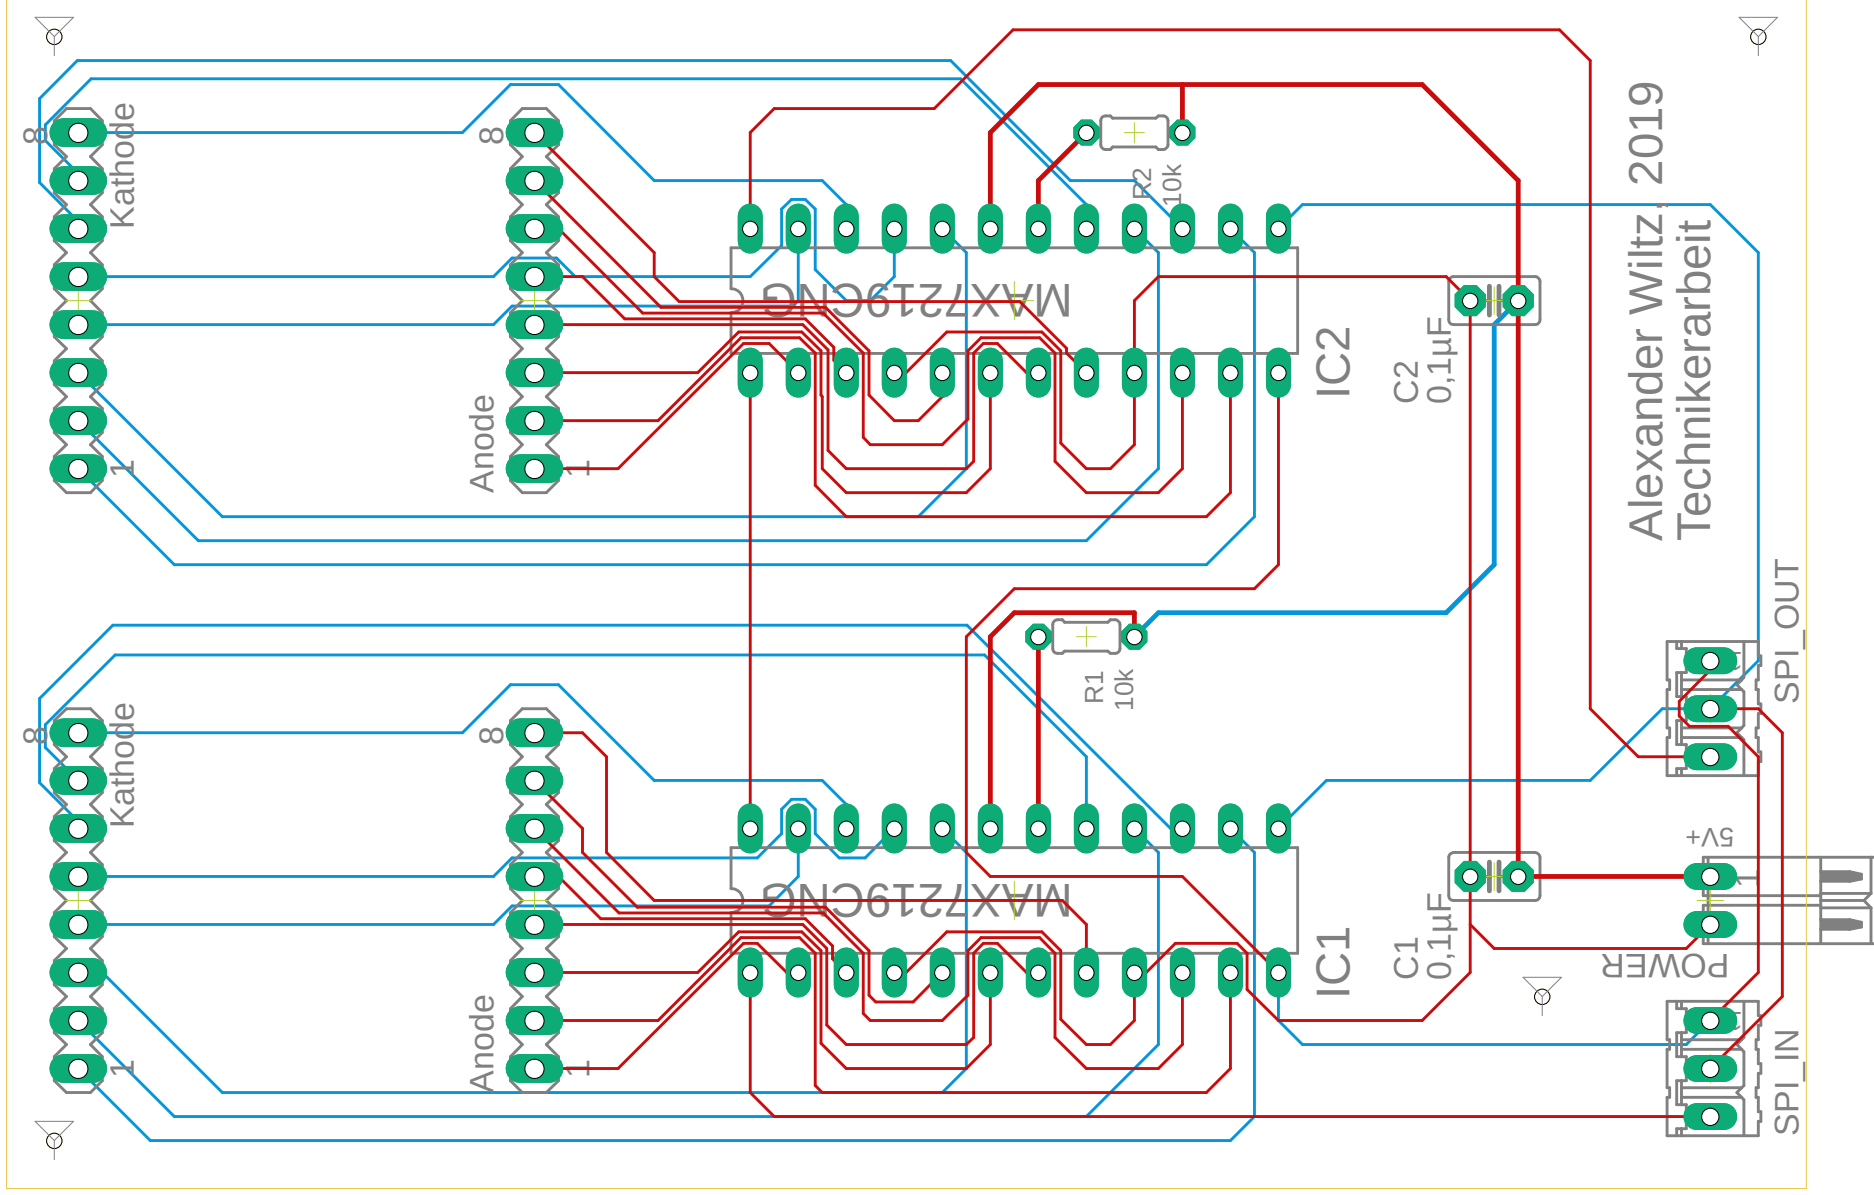 8
Kathode
1
8
Anode
1
MAX7219CNG
IC2
R2
10k
C2
0,1µF
Alexander Wiltz, 2019
Technikerarbeit
SPI_OUT
8
Kathode
1
8
Anode
1
MAX7219CNG
IC1
R1
10k
C1
0,1µF
5V+
POWER
SPI_IN